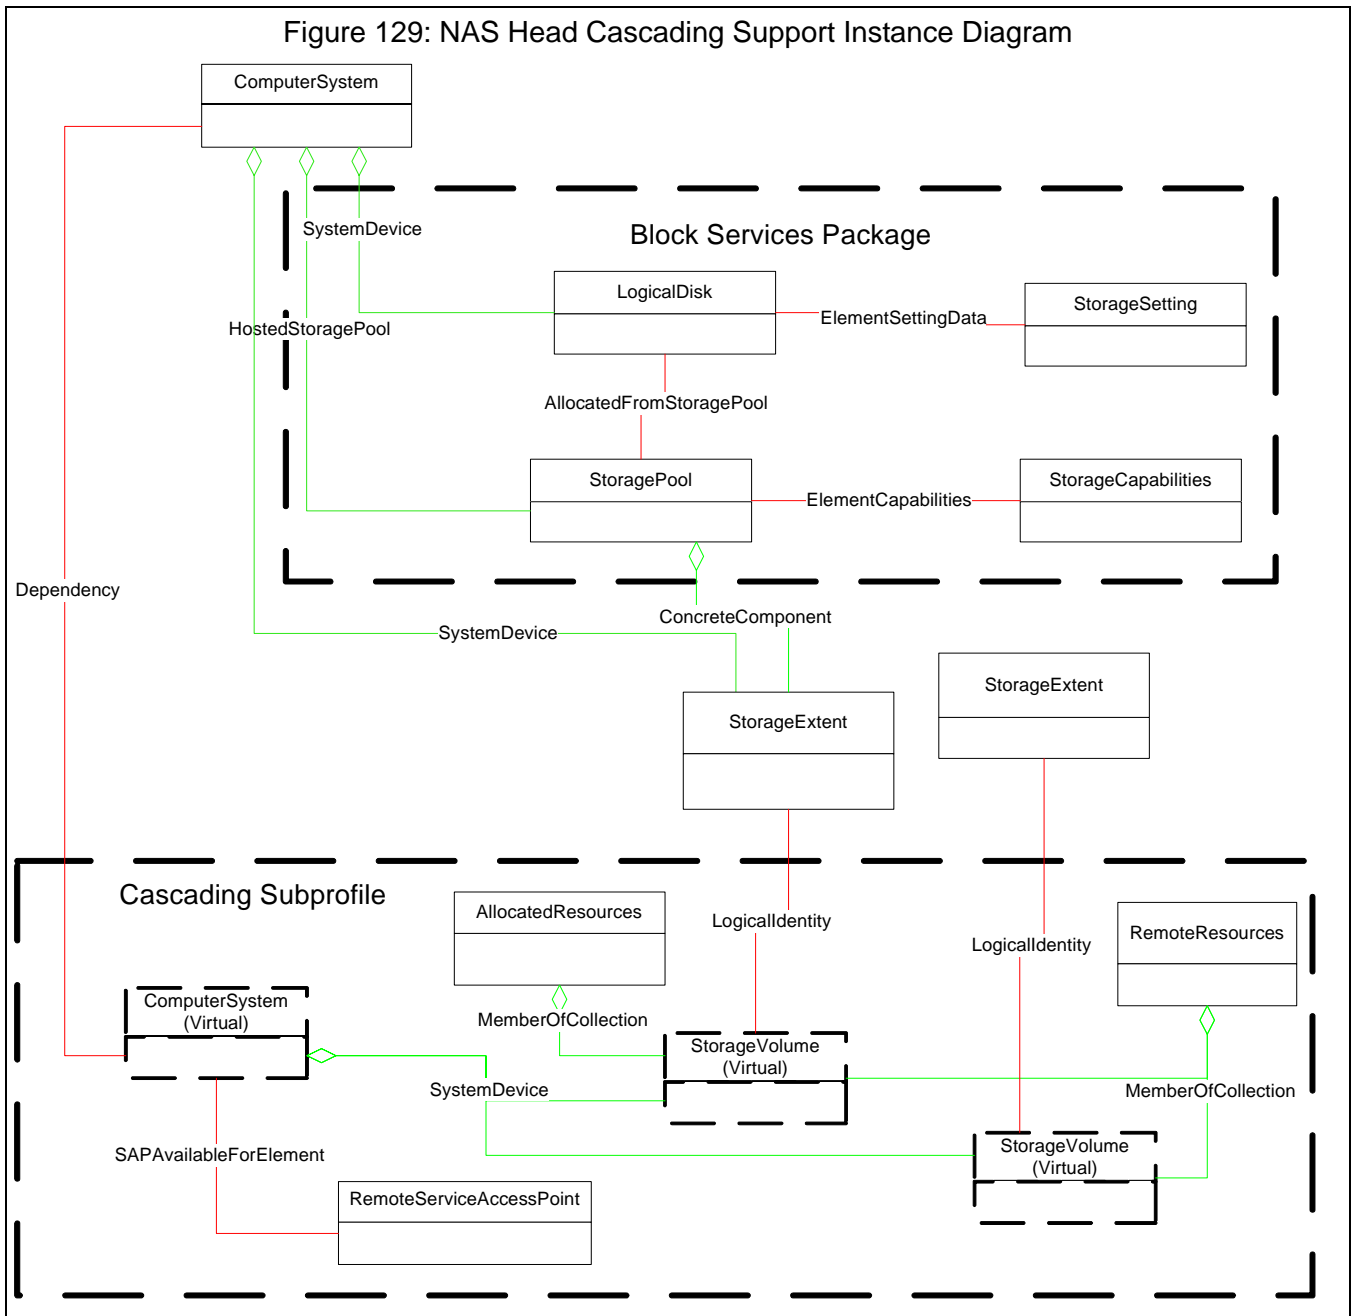 Figure 129: NAS Head Cascading Support Instance Diagram
ComputerSystem
SystemDevice
Block Services Package
LogicalDisk
StorageSetting
ElementSettingData
HostedStoragePool
AllocatedFromStoragePool
StoragePool
StorageCapabilities
ElementCapabilities
Dependency
ConcreteComponent
SystemDevice
StorageExtent
StorageExtent
Cascading Subprofile
AllocatedResources
LogicalIdentity
RemoteResources
LogicalIdentity
ComputerSystem
(Virtual)
MemberOfCollection
StorageVolume
(Virtual)
SystemDevice
MemberOfCollection
StorageVolume
(Virtual)
SAPAvailableForElement
RemoteServiceAccessPoint